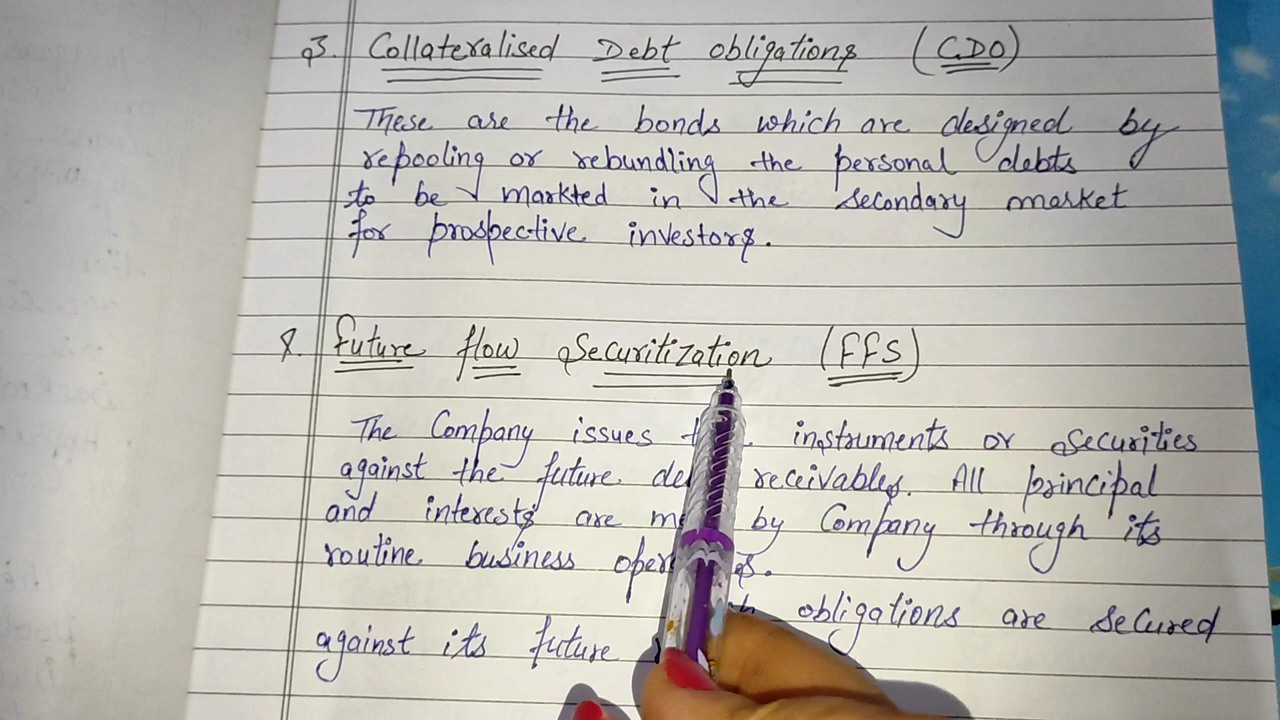 3. Collateralised Debt obligations (CDO)
These are the bonds which are designed by
repooling or rebundling the personal debts
to be markted in the secondary market
for prospective investors.
Future flow Securitization (FFS)
The Company issues instruments or securities
against the future receivables. All principal
and interests are by Company through its
routine business
obligations are secured
against its future